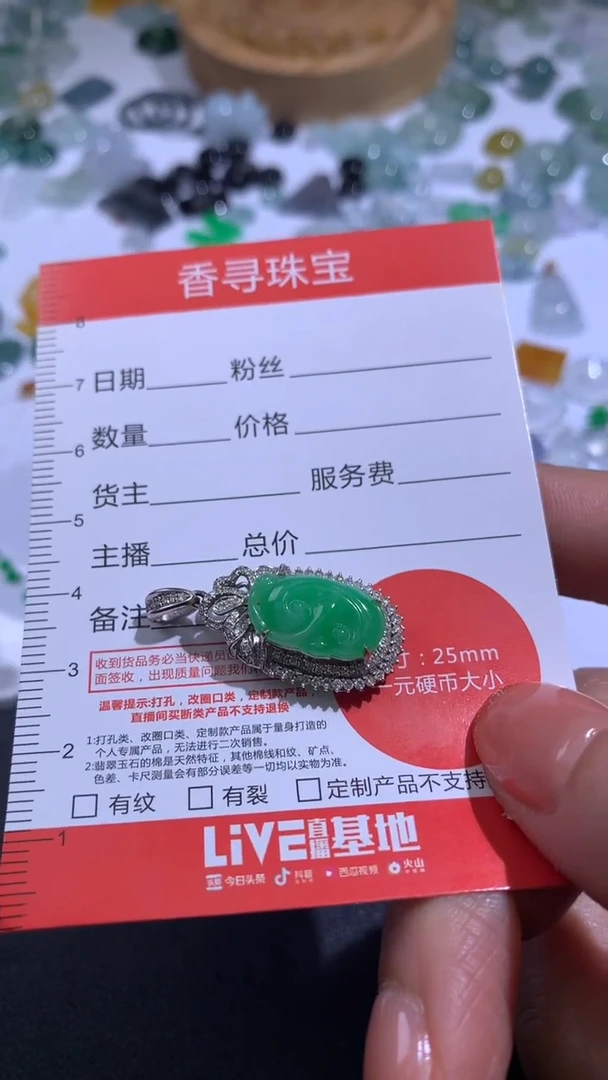 香寻珠宝
8
7 日期 粉丝
6 数量 价格
5 货主 服务费
主播 总价
4 备注
3 收到货品务必当快递员
面签收，出现质量问题我们
寸：25mm
一元硬币大小
温馨提示:打孔，改圈口类，定制款产品，
直播间买断类产品不支持退换
1:打孔类、改圈口类、定制款产品属于量身打造的
个人专属产品，无法进行二次销售。
2 2:翡翠玉石的棉是天然特征，其他棉线和纹、矿点、
色差、卡尺测量会有部分误差等一切均以实物为准。
有纹 有裂 定制产品不支持
1
LiVE直播基地
头条 今日头条 抖音 西瓜视频 火山